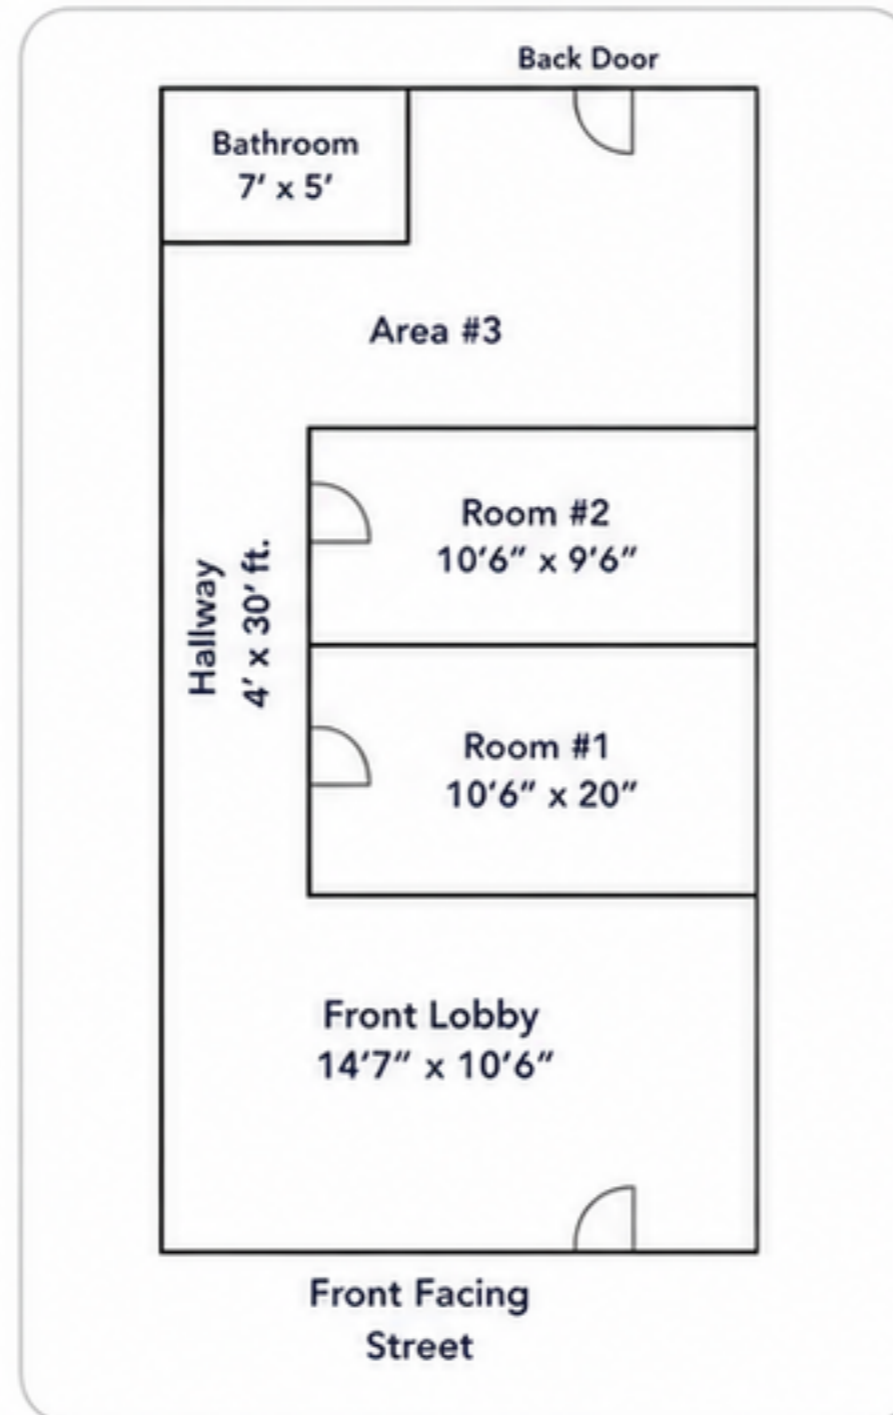 Back Door
Bathroom
7’ x 5’
Area #3
Room #2
10’6” x 9’6”
Hallway
4’ x 30’ ft.
Room #1
10’6” x 20”
Front Lobby
14’7” x 10’6”
Front Facing
Street